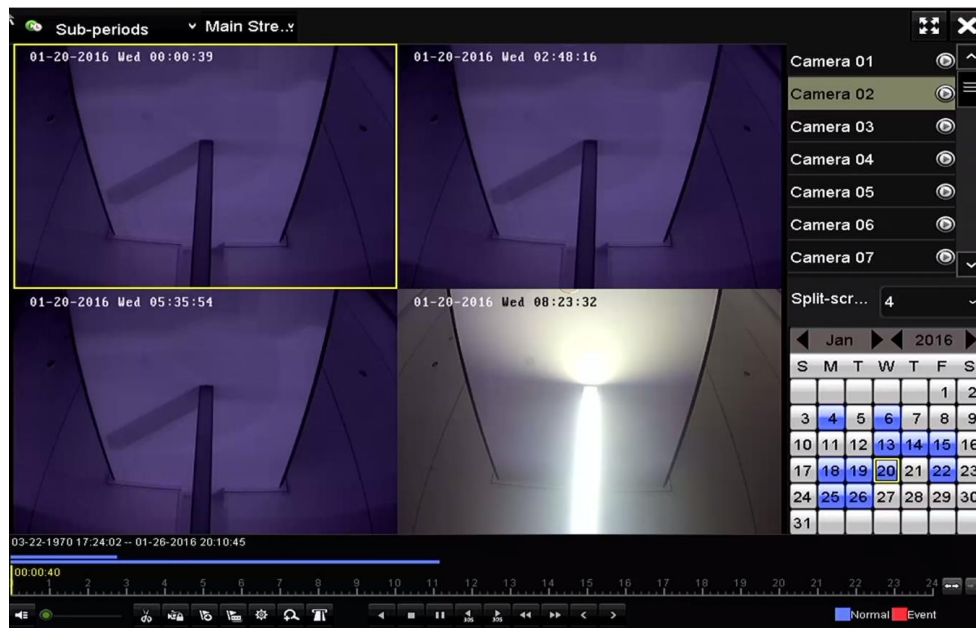 Sub-periods
Main Stre..
01-20-2016 Wed 00:00:39
01-20-2016 Wed 02:48:16
01-20-2016 Wed 05:35:54
01-20-2016 Wed 08:23:32
Camera 01
Camera 02
Camera 03
Camera 04
Camera 05
Camera 06
Camera 07
Split-scr... 4
Jan 2016
S M T W T F S
1 2
3 4 5 6 7 8 9
10 11 12 13 14 15 16
17 18 19 20 21 22 23
24 25 26 27 28 29 30
31
03-22-1970 17:24:02 -- 01-26-2016 20:10:45
00:00:40
1 2 3 4 5 6 7 8 9 10 11 12 13 14 15 16 17 18 19 20 21 22 23 24
30S 30S
Normal Event